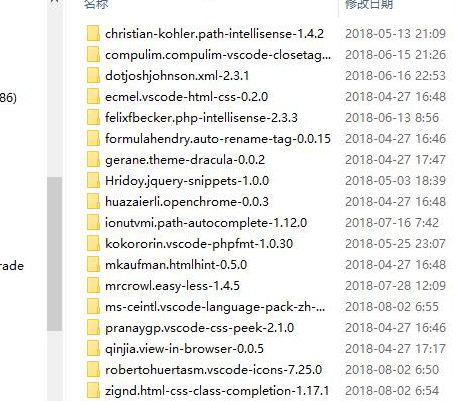 名称 修改日期
christian-kohler.path-intellisense-1.4.2 2018-05-13 21:09
compulim.compulim-vscode-closetag... 2018-06-15 21:26
dotjoshjohnson.xml-2.3.1 2018-06-16 22:53
86) ecmel.vscode-html-css-0.2.0 2018-04-27 16:48
felixfbecker.php-intellisense-2.3.3 2018-06-13 8:56
formulahendry.auto-rename-tag-0.0.15 2018-04-27 16:46
gerane.theme-dracula-0.0.2 2018-04-27 17:47
Hridoy.jquery-snippets-1.0.0 2018-05-03 18:39
huazaierli.openchrome-0.0.3 2018-04-27 16:48
ionutvmi.path-autocomplete-1.12.0 2018-07-16 7:42
kokororin.vscode-phpfmt-1.0.30 2018-05-25 23:07
rade mkaufman.htmlhint-0.5.0 2018-04-27 16:48
mrcrowl.easy-less-1.4.5 2018-07-28 12:09
ms-ceintl.vscode-language-pack-zh-... 2018-08-02 6:55
pranaygp.vscode-css-peek-2.1.0 2018-04-27 16:46
qinjia.view-in-browser-0.0.5 2018-04-27 17:17
robertohuertasm.vscode-icons-7.25.0 2018-08-02 6:50
zignd.html-css-class-completion-1.17.1 2018-08-02 6:54